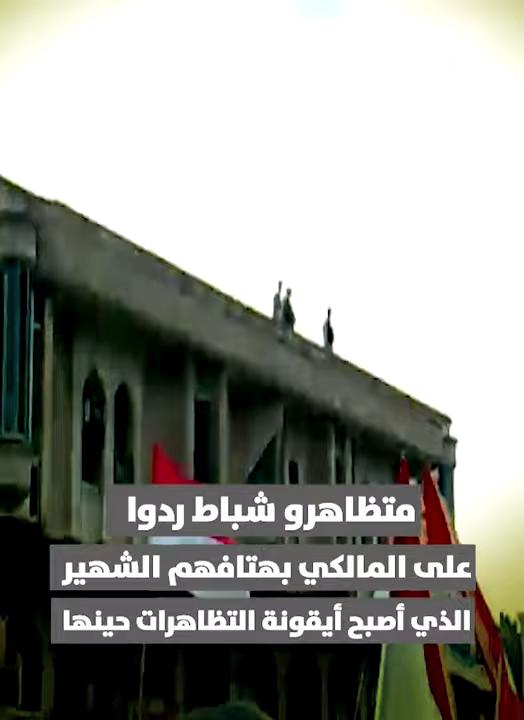 متظاهرو شباط ردوا
على المالكي بهتافهم الشهير
الذي أصبح أيقونة التظاهرات حينها